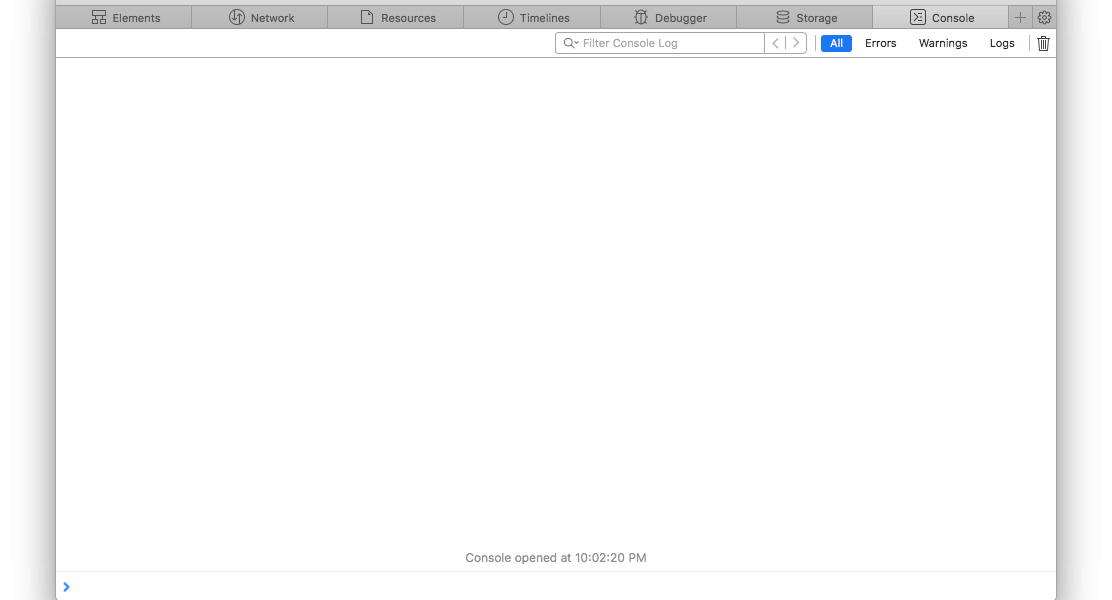 Elements Network Resources Timelines Debugger Storage Console
Filter Console Log All Errors Warnings Logs
Console opened at 10:02:20 PM